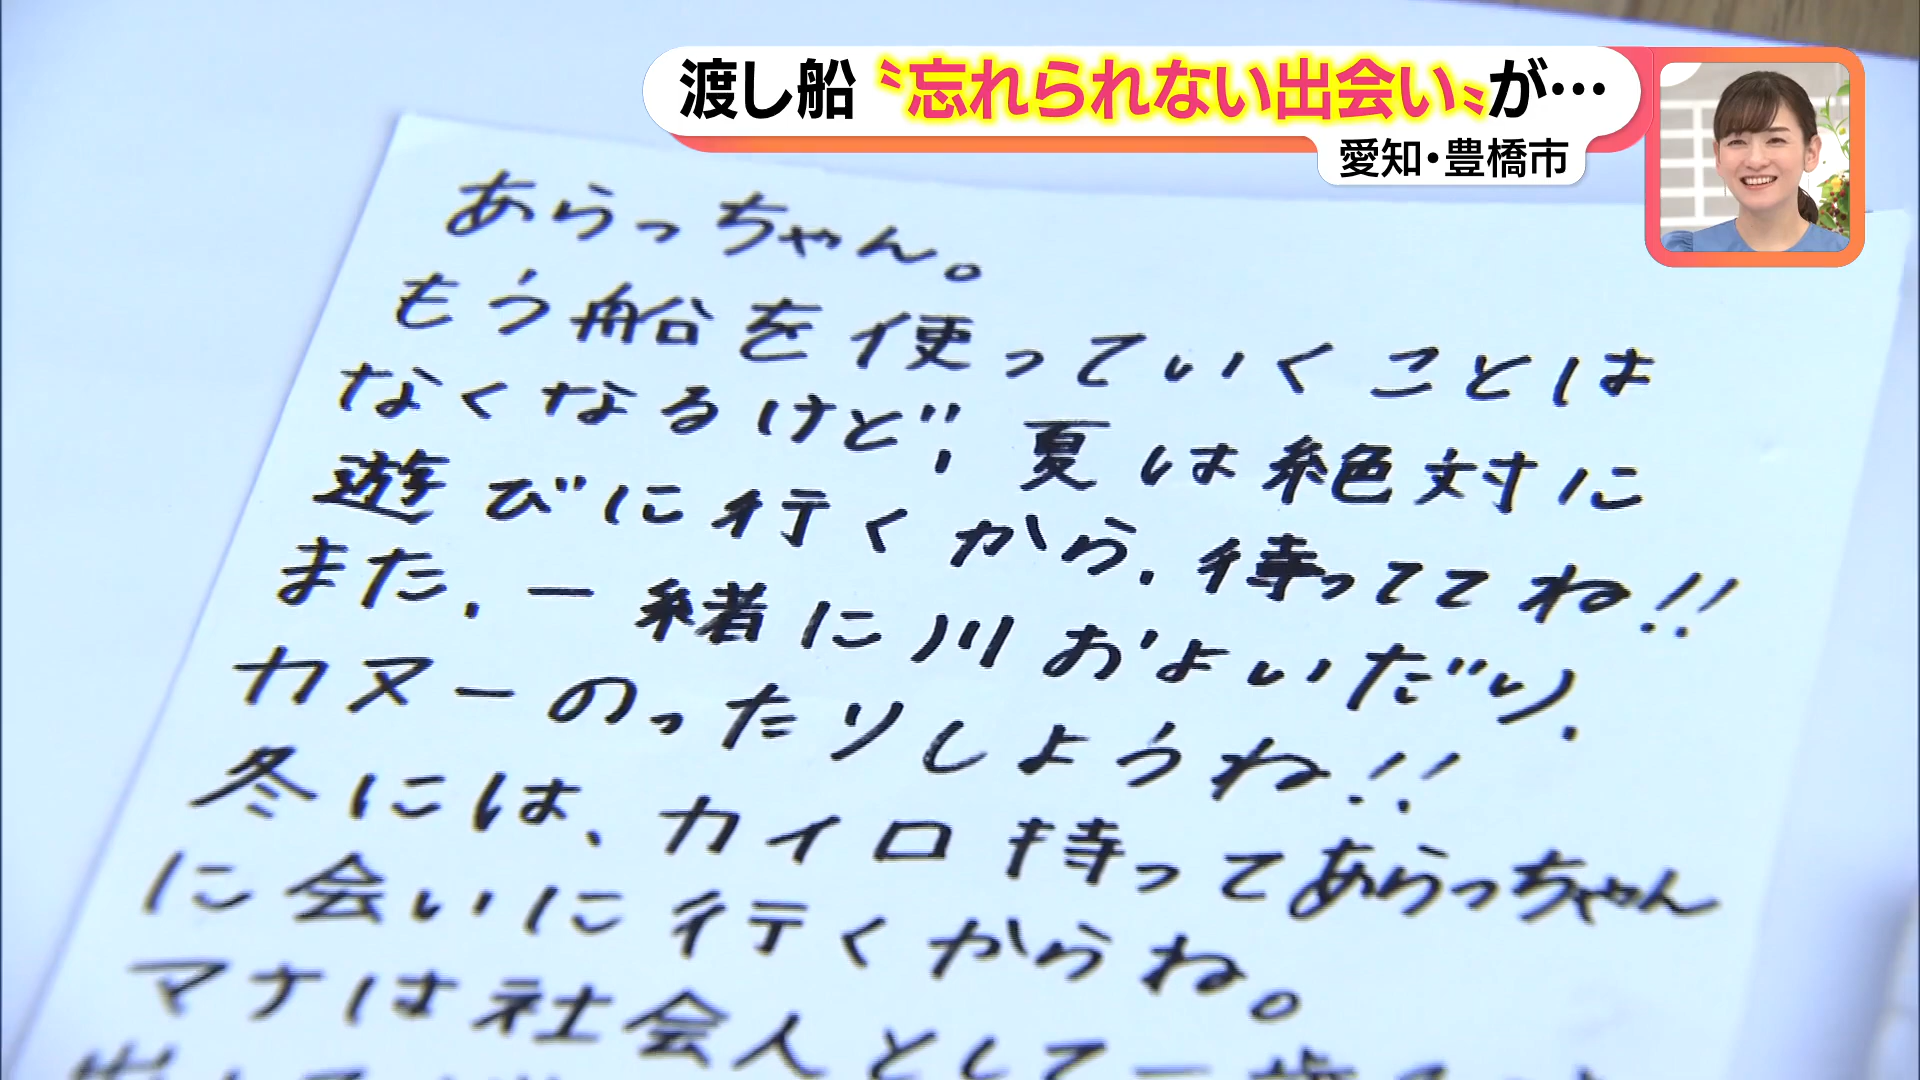 渡し船〝忘れられない出会い〟が…
愛知・豊橋市
あらっちゃん。
もう船を使っていくことは
なくなるけど、夏は絶対に
遊びに行くから、待っててね!!
また、一緒に川およいだり、
カヌーのったりしようね!!
冬には、カイロ持ってあらっちゃん
に会いに行くからね。
マナは社会人として一歩